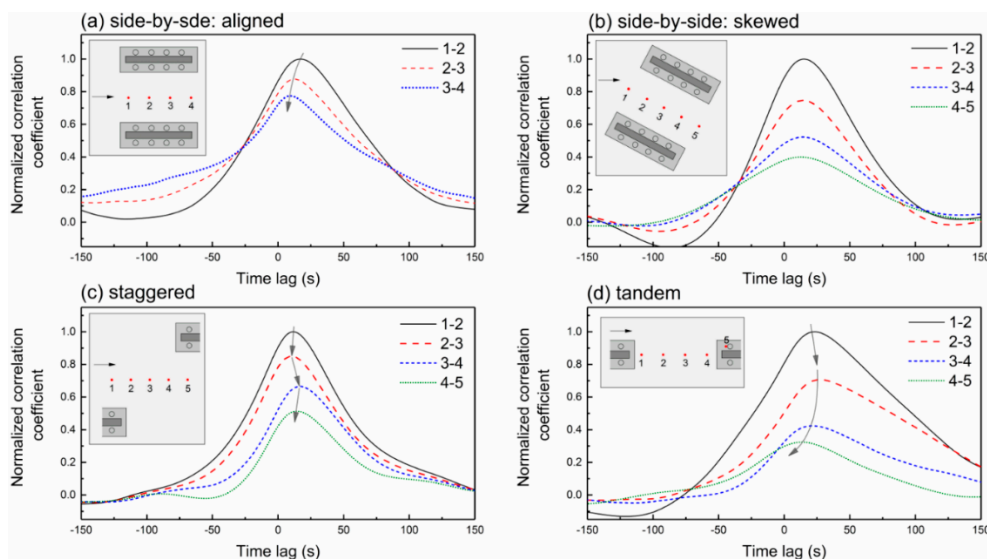 (a) side-by-sde: aligned
Normalized correlation
coefficient
1.0
0.8
0.6
0.4
0.2
0.0
1-2
2-3
3-4
1 2 3 4
-150 -100 -50 0 50 100 150
Time lag (s)
(b) side-by-side: skewed
Normalized correlation
coefficient
1.0
0.8
0.6
0.4
0.2
0.0
1-2
2-3
3-4
4-5
1 2 3 4 5
-150 -100 -50 0 50 100 150
Time lag (s)
(c) staggered
Normalized correlation
coefficient
1.0
0.8
0.6
0.4
0.2
0.0
1-2
2-3
3-4
4-5
1 2 3 4 5
-150 -100 -50 0 50 100 150
Time lag (s)
(d) tandem
Normalized correlation
coefficient
1.0
0.8
0.6
0.4
0.2
0.0
1-2
2-3
3-4
4-5
5
1 2 3 4
-150 -100 -50 0 50 100 150
Time lag (s)